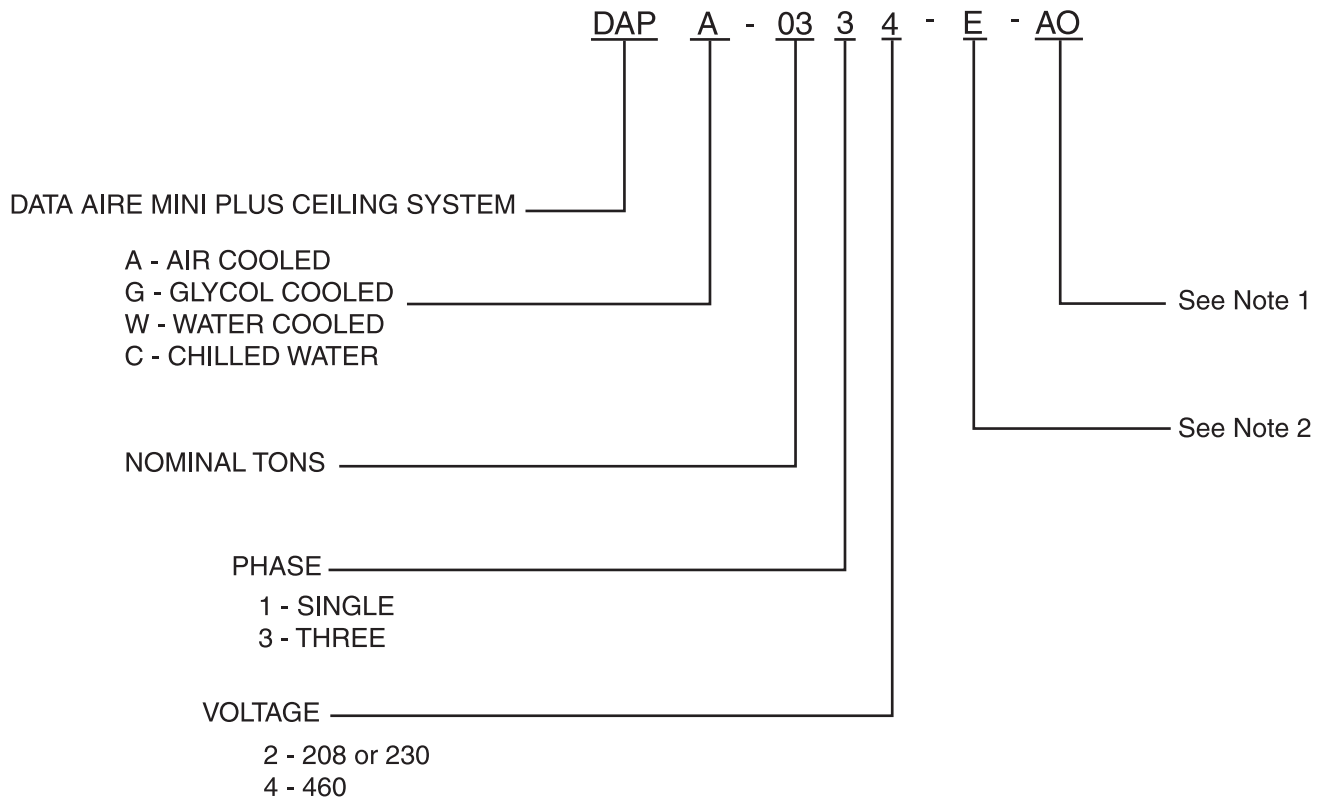 DAP A - 03 3 4 - E - AO
DATA AIRE MINI PLUS CEILING SYSTEM
A - AIR COOLED
G - GLYCOL COOLED
W - WATER COOLED
C - CHILLED WATER
See Note 1
See Note 2
NOMINAL TONS
PHASE
1 - SINGLE
3 - THREE
VOLTAGE
2 - 208 or 230
4 - 460